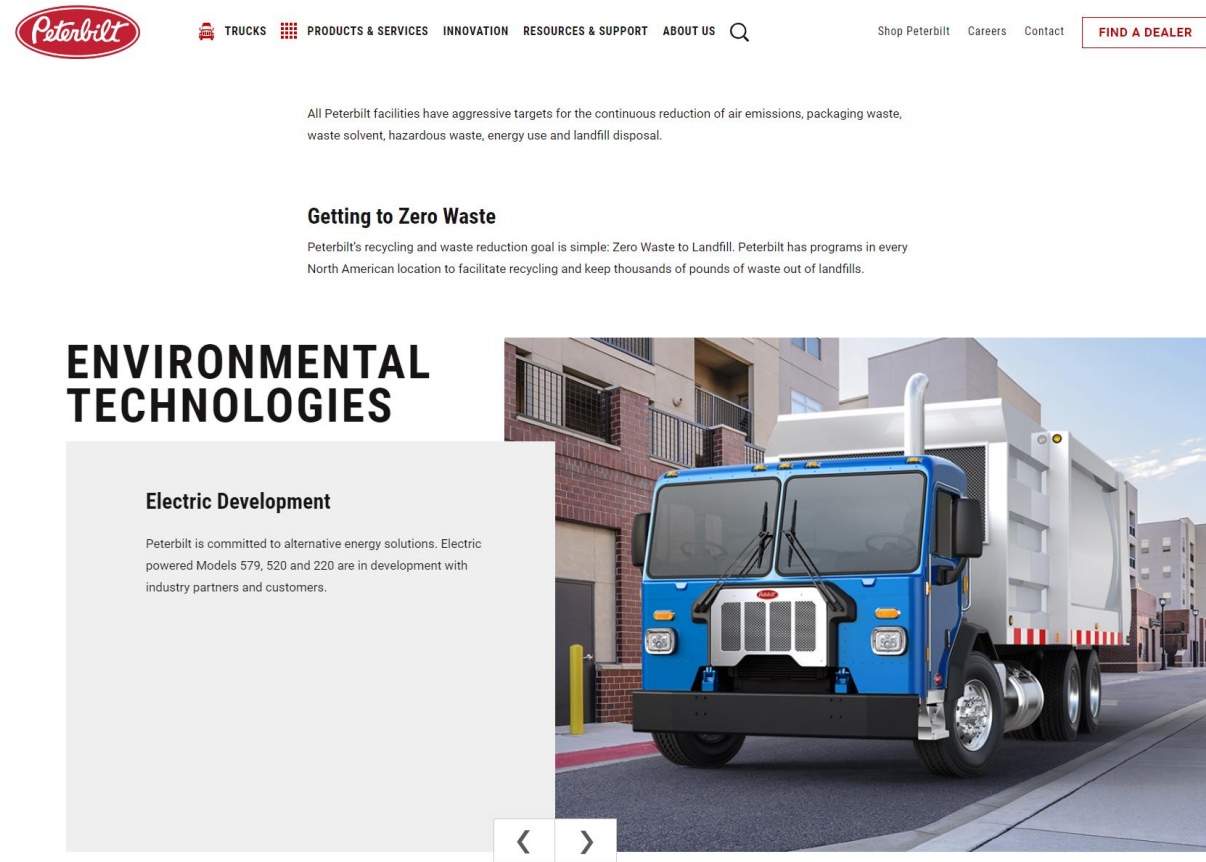 Peterbilt
TRUCKS PRODUCTS & SERVICES INNOVATION RESOURCES & SUPPORT ABOUT US
Shop Peterbilt Careers Contact FIND A DEALER
All Peterbilt facilities have aggressive targets for the continuous reduction of air emissions, packaging waste,
waste solvent, hazardous waste, energy use and landfill disposal.
Getting to Zero Waste
Peterbilt's recycling and waste reduction goal is simple: Zero Waste to Landfill. Peterbilt has programs in every
North American location to facilitate recycling and keep thousands of pounds of waste out of landfills.
ENVIRONMENTAL
TECHNOLOGIES
Electric Development
Peterbilt is committed to alternative energy solutions. Electric
powered Models 579, 520 and 220 are in development with
industry partners and customers.
Peterbilt